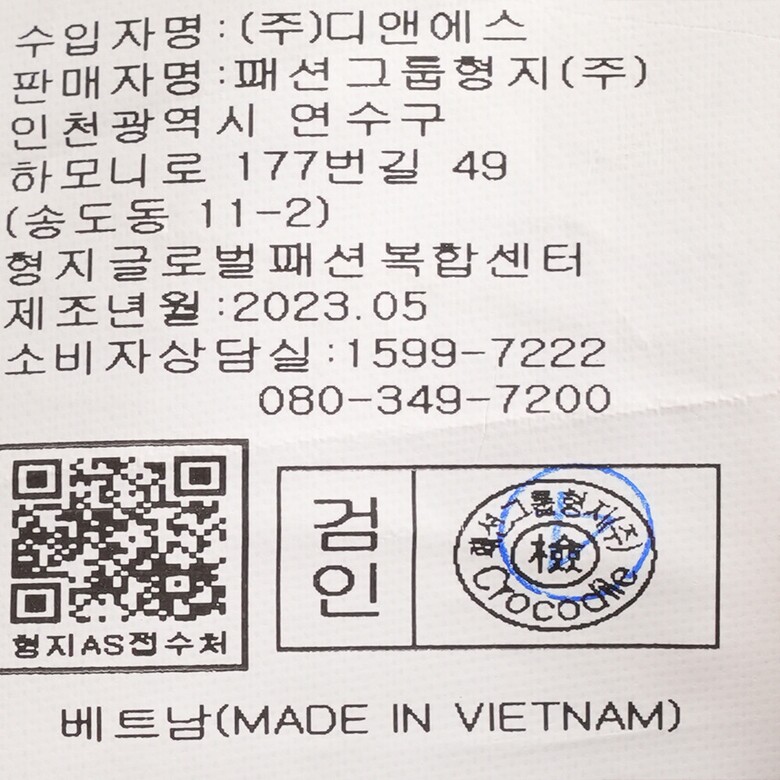 수입자명:(주)디앤에스
판매자명:패션그룹형지(주)
인천광역시 연수구
하모니로 177번길 49
(송도동 11-2)
형지글로벌패션복합센터
제조년월:2023.05
소비자상담실:1599-7222
080-349-7200
형지AS접수처
검인
패션그룹형지(주)
檢
Crocodile
베트남(MADE IN VIETNAM)